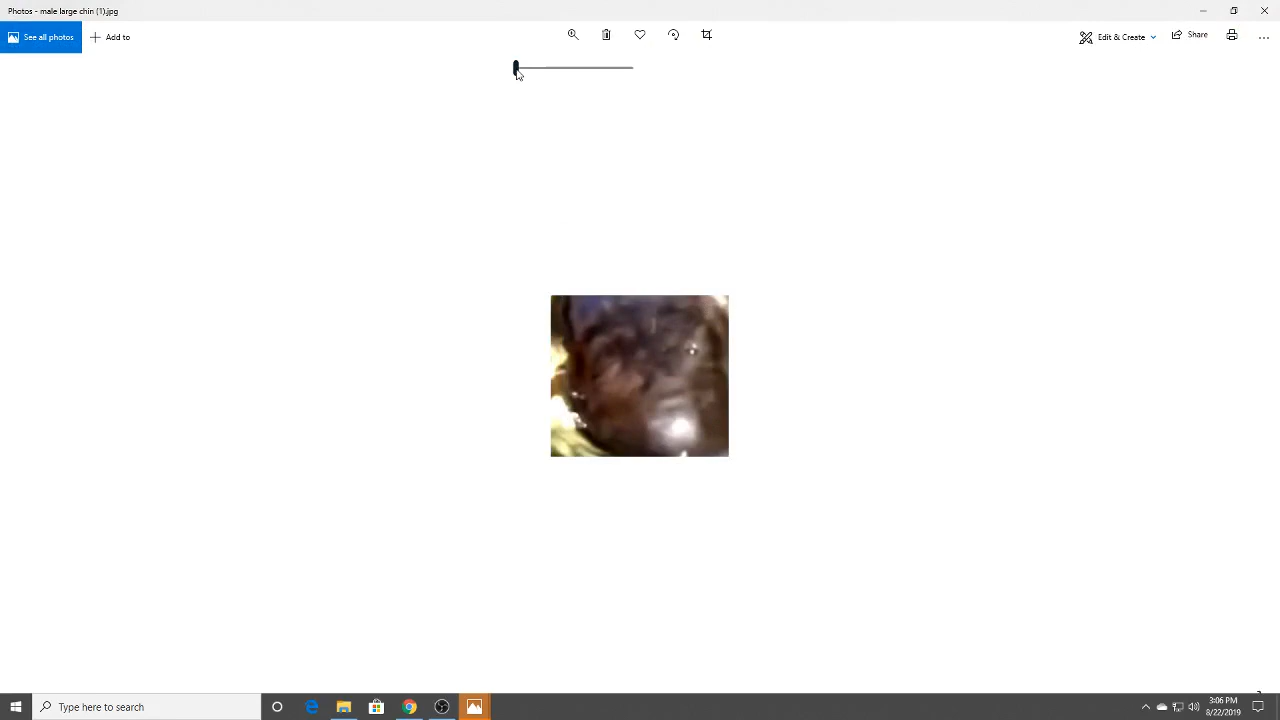 Photos - male large chin (1).jpg
See all photos
Add to
Edit & Create
Share
Type here to search
3:06 PM
8/22/2019